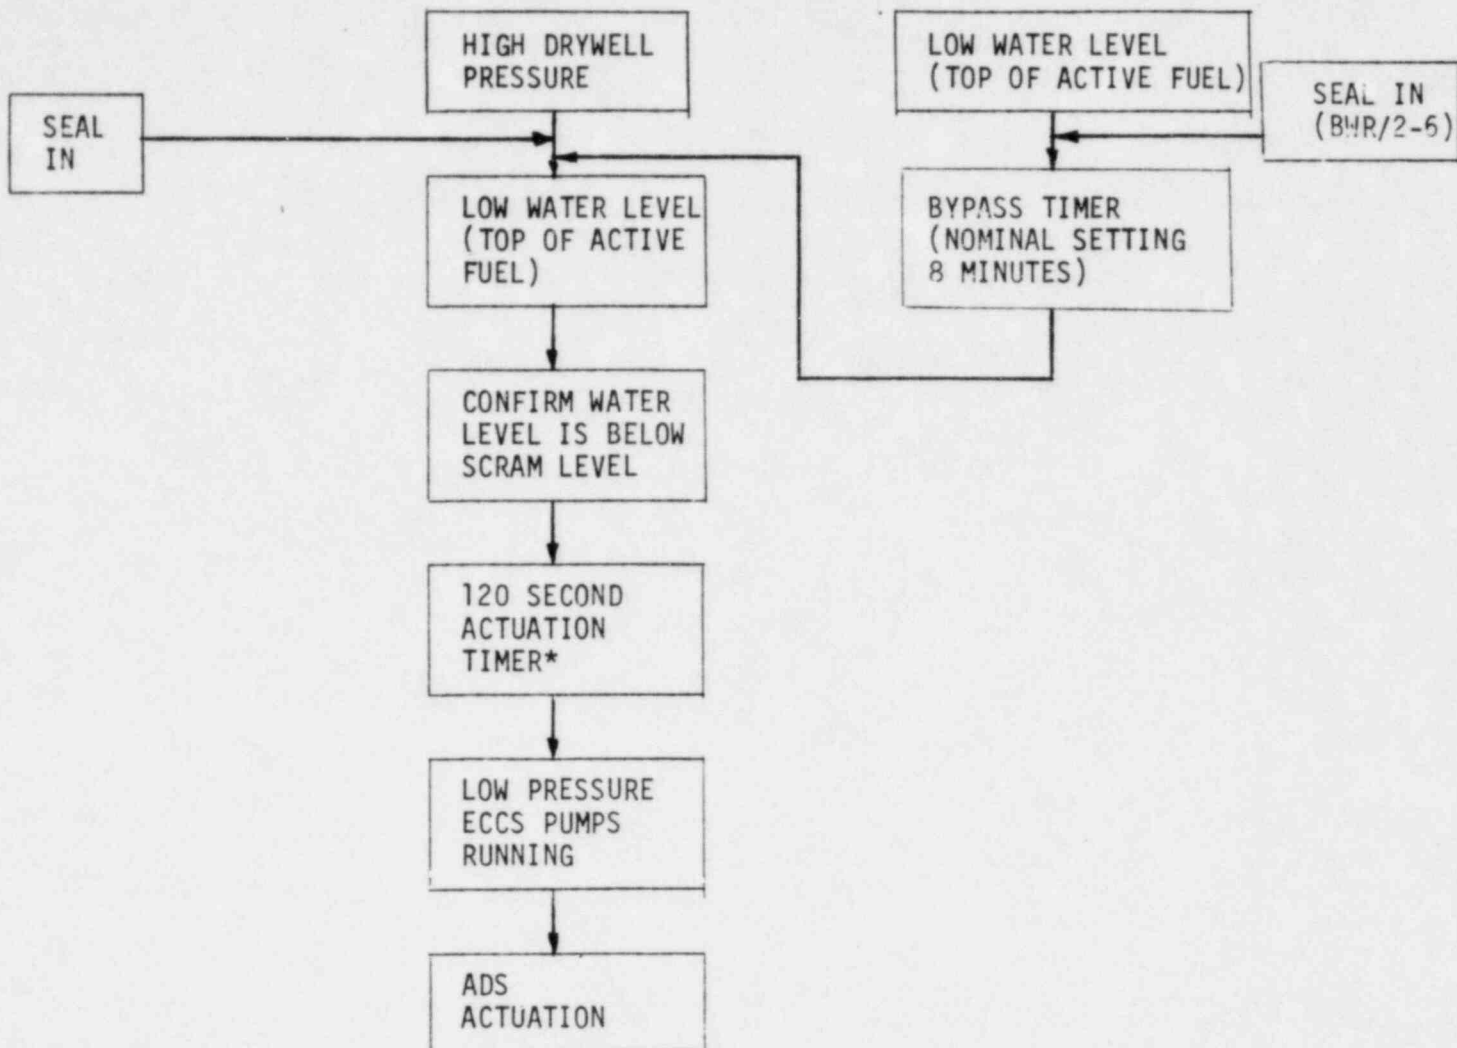 HIGH DRYWELL
PRESSURE
LOW WATER LEVEL
(TOP OF ACTIVE FUEL)
SEAL
IN
SEAL IN
(BWR/2-6)
LOW WATER LEVEL
(TOP OF ACTIVE
FUEL)
BYPASS TIMER
(NOMINAL SETTING
8 MINUTES)
CONFIRM WATER
LEVEL IS BELOW
SCRAM LEVEL
120 SECOND
ACTUATION
TIMER*
LOW PRESSURE
ECCS PUMPS
RUNNING
ADS
ACTUATION